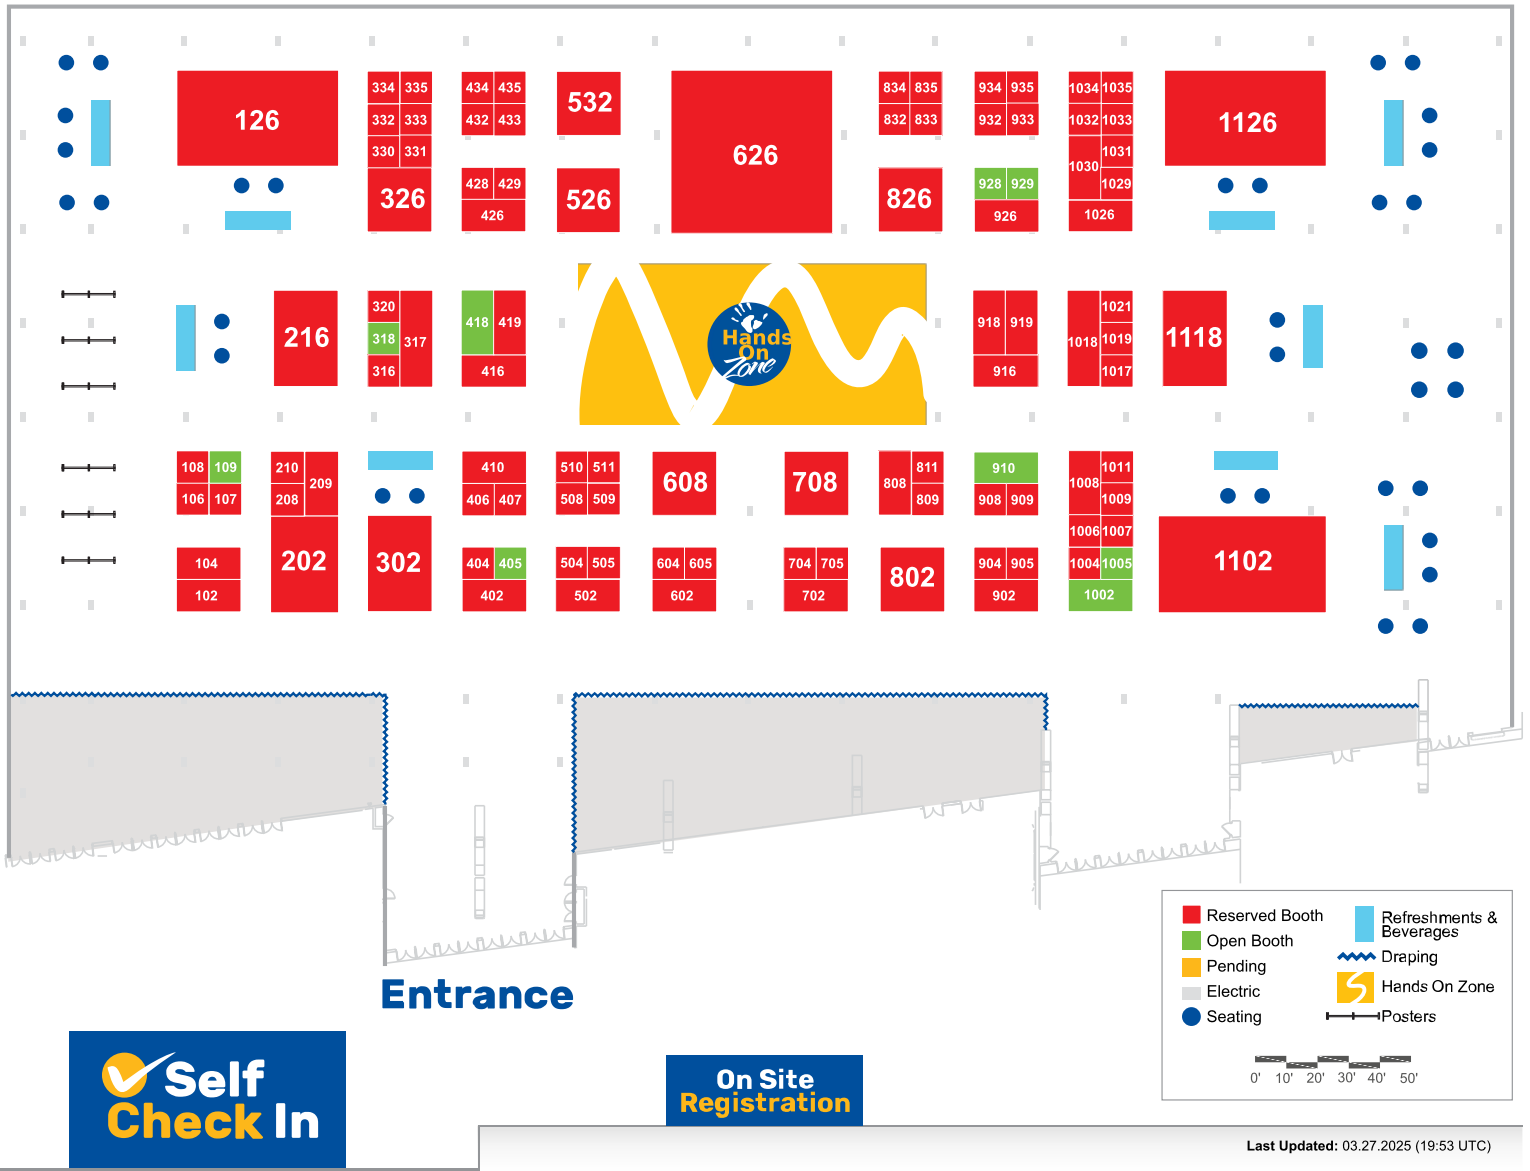 334 335 434 435 834 835 934 935 1034 1035
126 532 1126
332 333 432 433 832 833 932 933 1032 1033
330 331 626 1031
1030
428 429 928 929 1029
326 526 826
426 926 1026
320 1021
418 419 918 919
216 318 317 1018 1019 1118
Hands
On
Zone
316 416 916 1017
108 109 210 410 510 511 811 910 1011
209 608 708 808 1008
106 107 208 406 407 508 509 809 908 909 1009
1006 1007
104 202 302 404 405 504 505 604 605 704 705 802 904 905 1004 1005 1102
102 402 502 602 702 902 1002
Reserved Booth
Open Booth
Pending
Electric
Seating
Refreshments &
Beverages
Draping
Hands On Zone
Posters
0' 10' 20' 30' 40' 50'
Entrance
Self
Check In
On Site
Registration
Last Updated: 03.27.2025 (19:53 UTC)